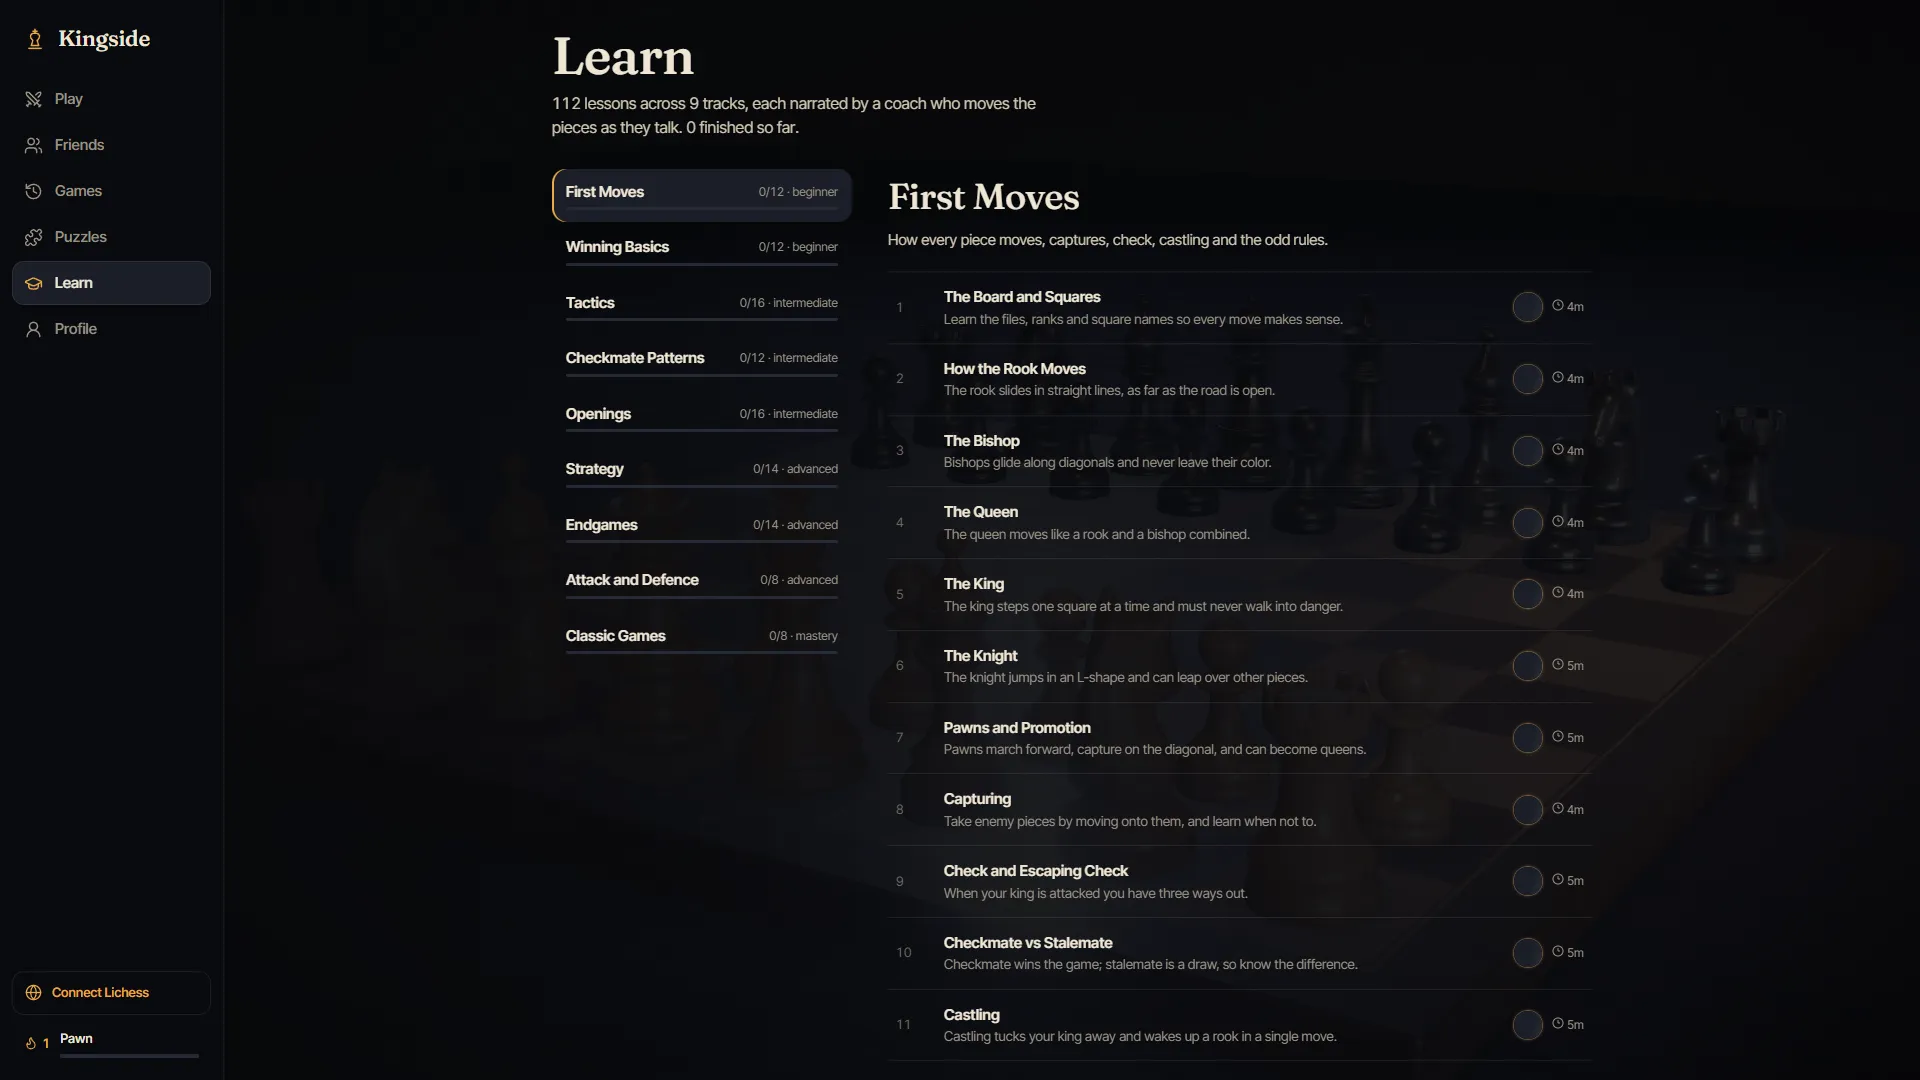 Kingside
Play
Friends
Games
Puzzles
Learn
Profile
Connect Lichess
1
Pawn
Learn
112 lessons across 9 tracks, each narrated by a coach who moves the
pieces as they talk. 0 finished so far.
First Moves
0/12 · beginner
Winning Basics
0/12 · beginner
Tactics
0/16 · intermediate
Checkmate Patterns
0/12 · intermediate
Openings
0/16 · intermediate
Strategy
0/14 · advanced
Endgames
0/14 · advanced
Attack and Defence
0/8 · advanced
Classic Games
0/8 · mastery
First Moves
How every piece moves, captures, check, castling and the odd rules.
1
The Board and Squares
Learn the files, ranks and square names so every move makes sense.
4m
2
How the Rook Moves
The rook slides in straight lines, as far as the road is open.
4m
3
The Bishop
Bishops glide along diagonals and never leave their color.
4m
4
The Queen
The queen moves like a rook and a bishop combined.
4m
5
The King
The king steps one square at a time and must never walk into danger.
4m
6
The Knight
The knight jumps in an L-shape and can leap over other pieces.
5m
7
Pawns and Promotion
Pawns march forward, capture on the diagonal, and can become queens.
5m
8
Capturing
Take enemy pieces by moving onto them, and learn when not to.
4m
9
Check and Escaping Check
When your king is attacked you have three ways out.
5m
10
Checkmate vs Stalemate
Checkmate wins the game; stalemate is a draw, so know the difference.
5m
11
Castling
Castling tucks your king away and wakes up a rook in a single move.
5m